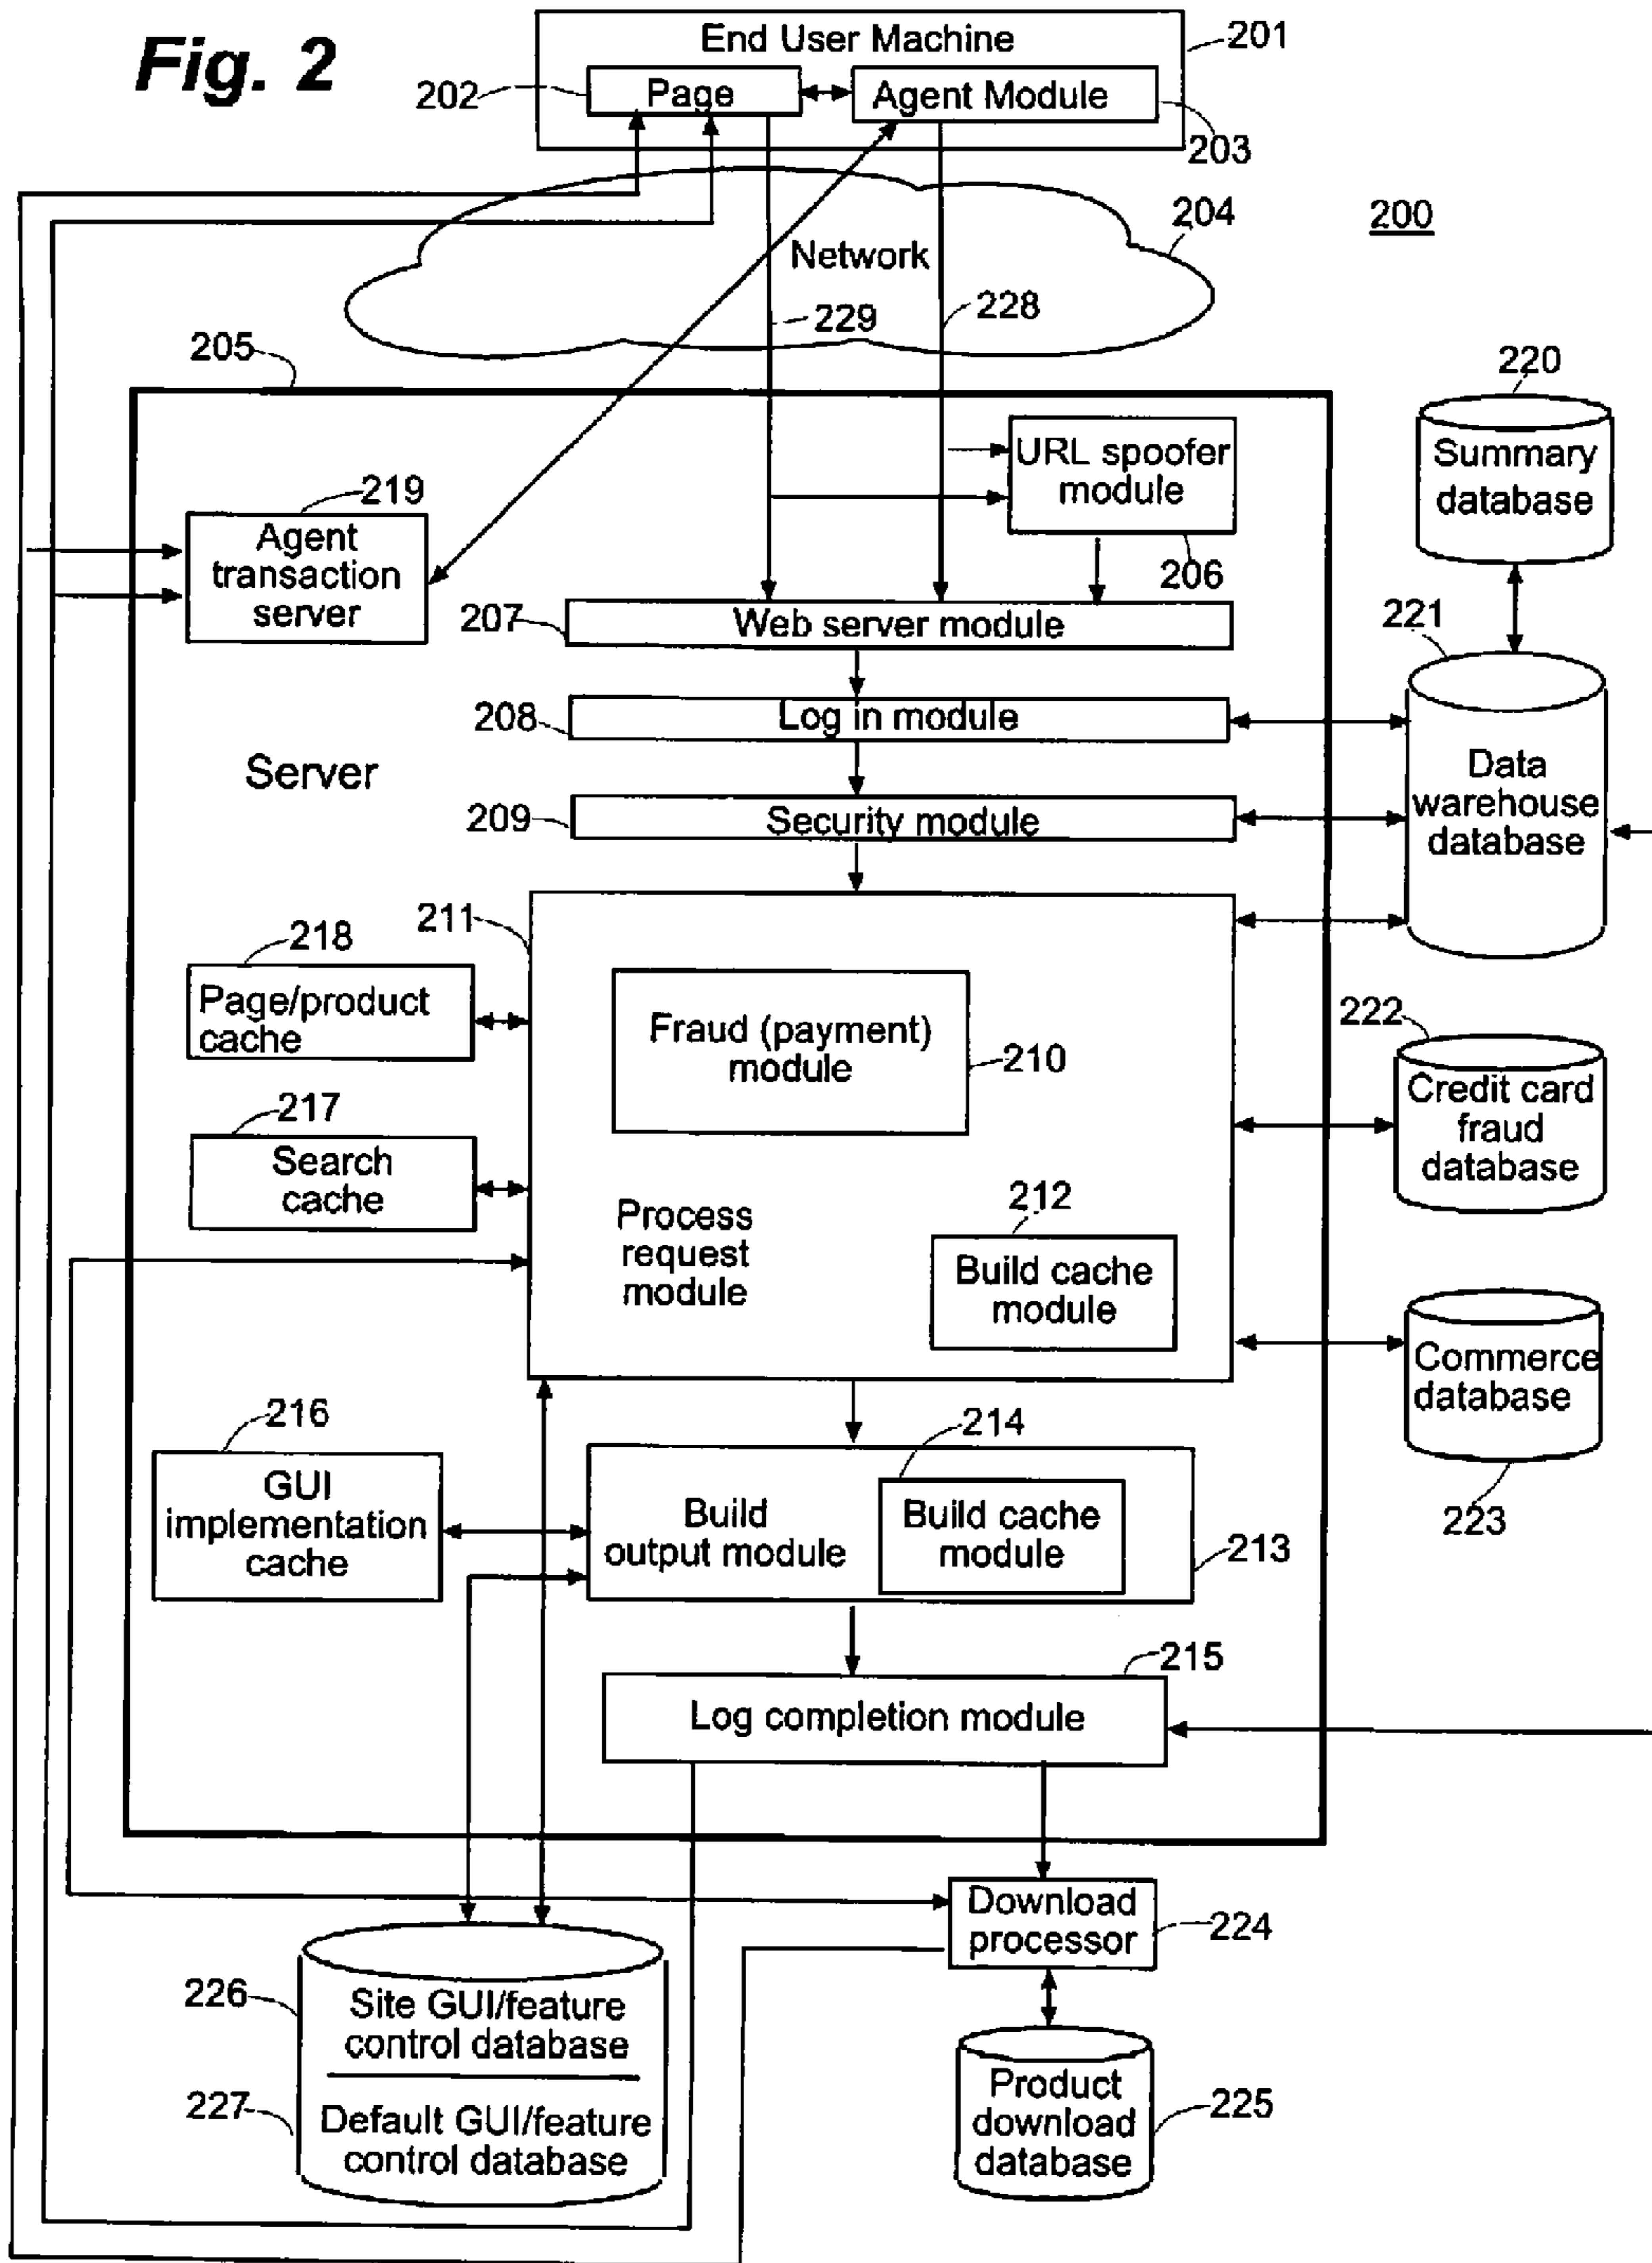 Fig. 2
End User Machine
201
202
Page
Agent Module
203
204
200
Network
229
228
205
220
Summary
database
URL spoofer
module
219
Agent
transaction
server
206
221
207
Web server module
208
Log in module
Server
Data
warehouse
database
209
Security module
211
218
Page/product
cache
Fraud (payment)
module
210
222
Credit card
fraud
database
217
Search
cache
Process
request
module
212
Build cache
module
Commerce
database
223
216
GUI
implementation
cache
214
Build
output module
Build cache
module
213
215
Log completion module
Download
processor
224
226
Site GUI/feature
control database
227
Default GUI/feature
control database
Product
download
database
225